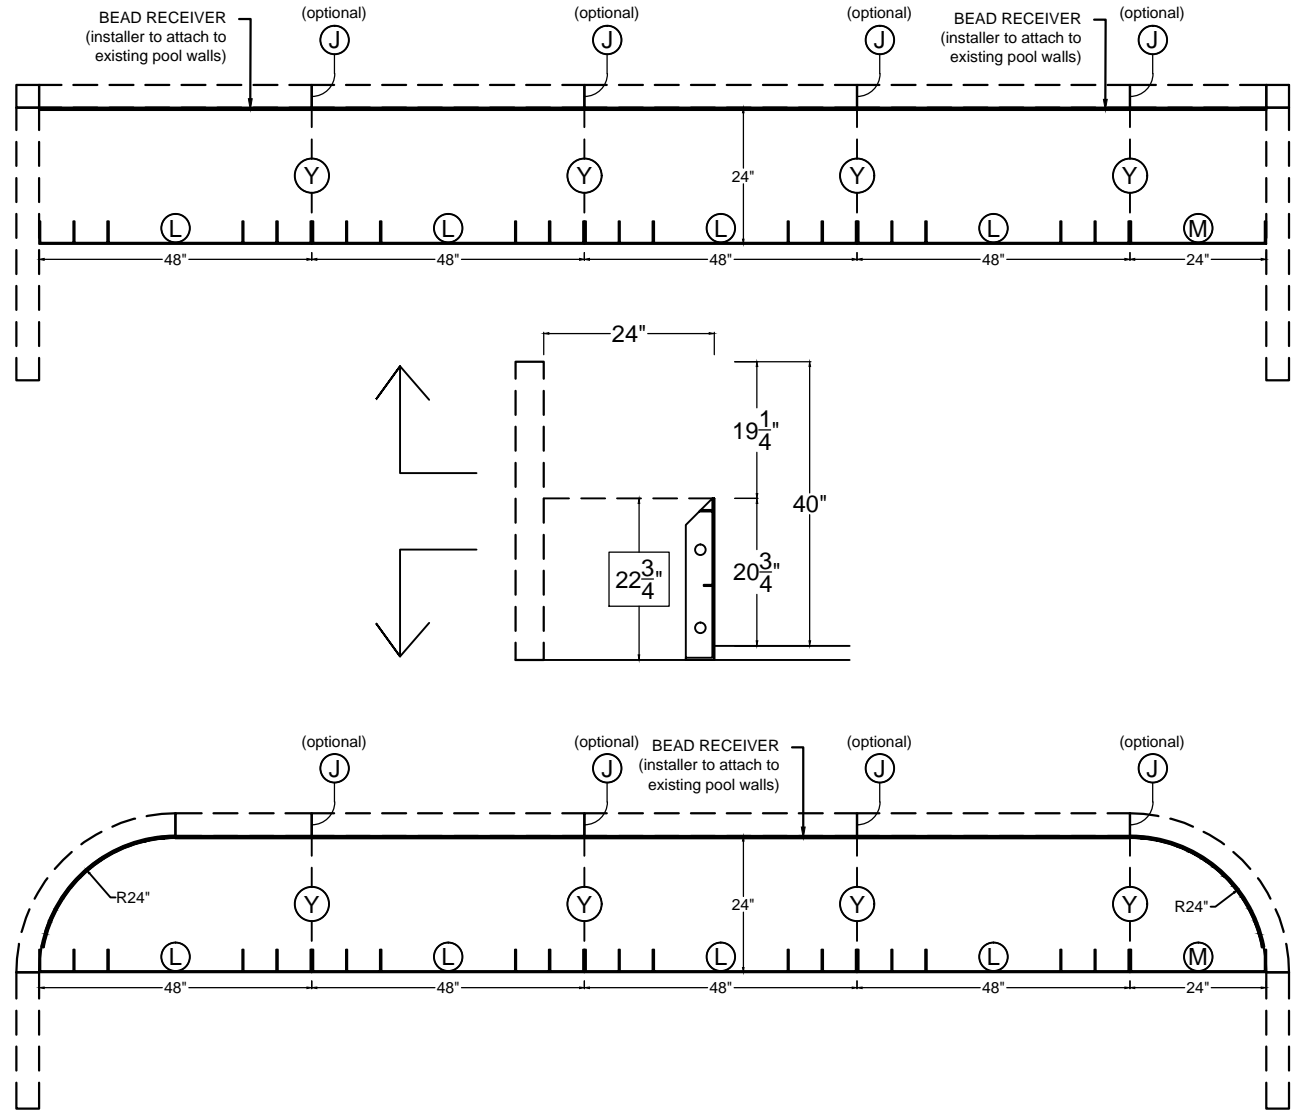 BEAD RECEIVER
(installer to attach to
existing pool walls)
(optional)
J
(optional)
J
(optional)
J
BEAD RECEIVER
(installer to attach to
existing pool walls)
(optional)
J
Y
Y
24"
Y
Y
L
L
L
L
M
48"
48"
48"
48"
24"
24"
19 1/4"
40"
22 3/4"
20 3/4"
(optional)
J
(optional)
J
BEAD RECEIVER
(installer to attach to
existing pool walls)
(optional)
J
(optional)
J
R24"
Y
Y
24"
Y
Y
R24"
L
L
L
L
M
48"
48"
48"
48"
24"